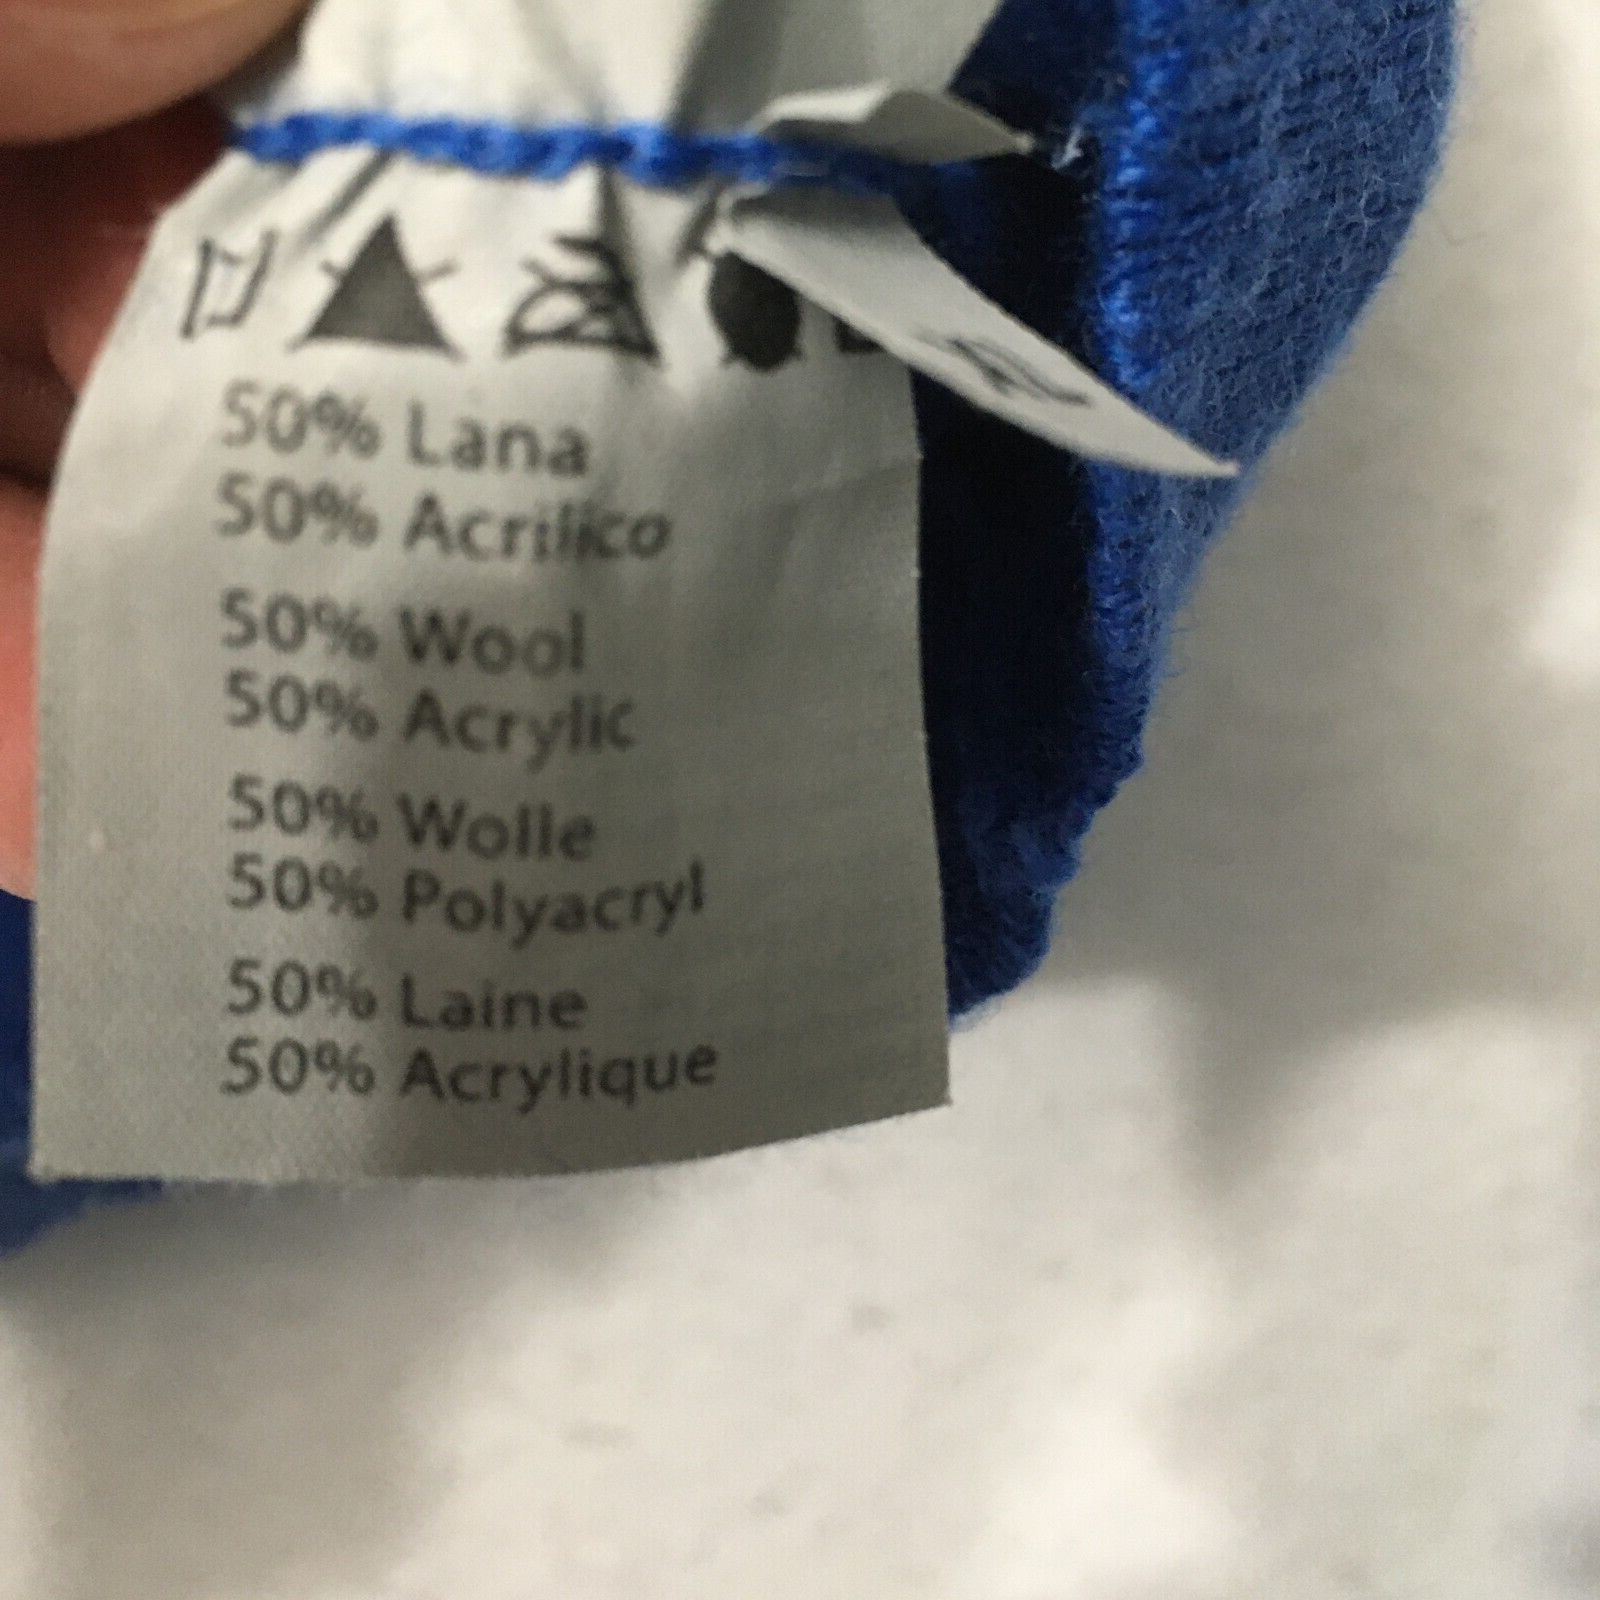 50% Lana
50% Acrilico
50% Wool
50% Acrylic
50% Wolle
50% Polyacryl
50% Laine
50% Acrylique